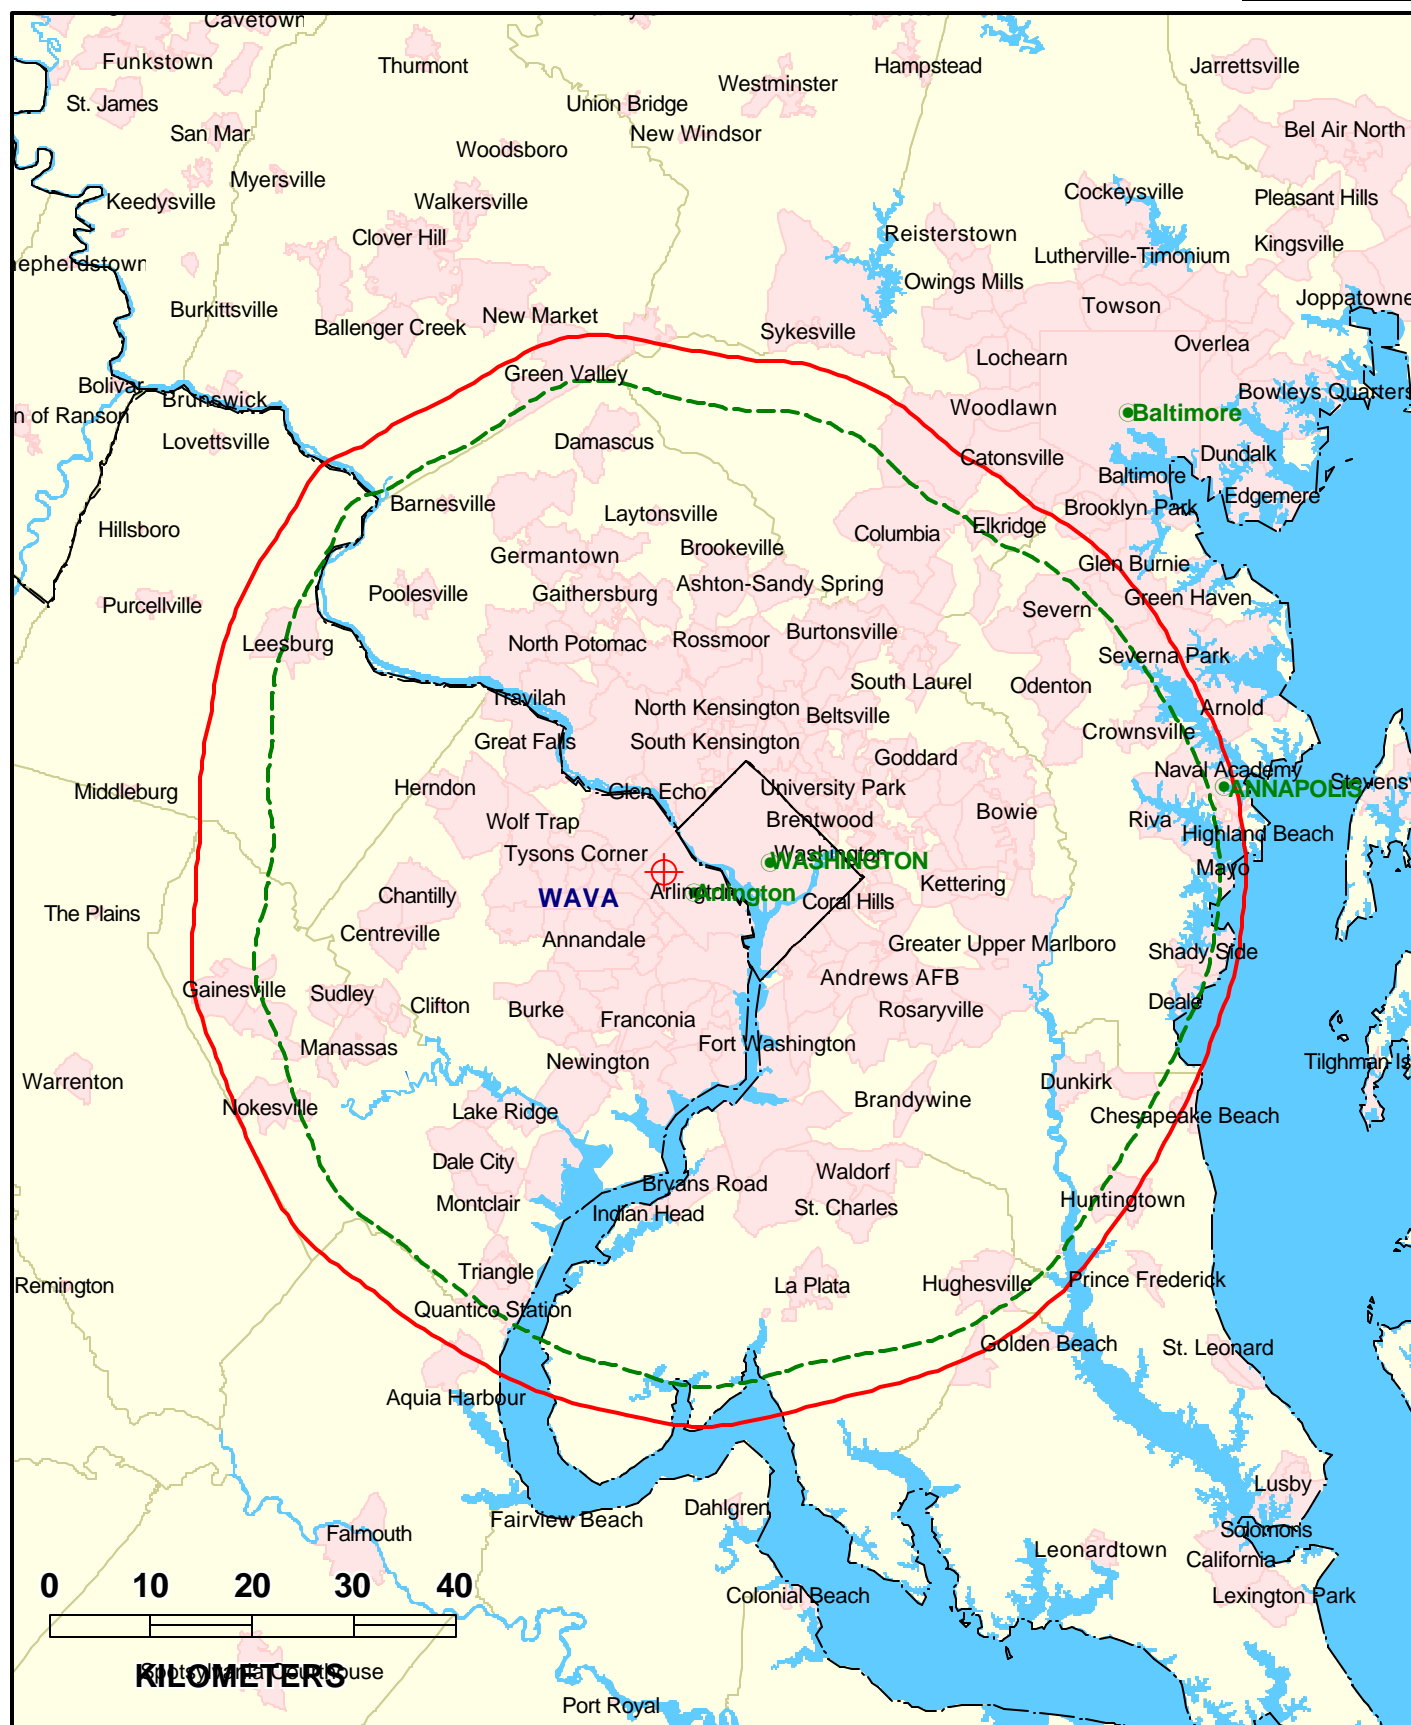 Cavetown
Funkstown
Thurmont
Hampstead
Jarrettsville
Westminster
St. James
Union Bridge
San Mar
New Windsor
Bel Air North
Woodsboro
Myersville
Keedysville
Walkersville
Cockeysville
Pleasant Hills
Clover Hill
Reisterstown
Kingsville
Lutherville-Timonium
hepherdstown
Owings Mills
Joppatowne
Burkittsville
New Market
Towson
Ballenger Creek
Sykesville
Overlea
Lochearn
Green Valley
Bolivar
Brunswick
Bowleys Quarters
n of Ranson
Woodlawn
Baltimore
Lovettsville
Damascus
Catonsville
Dundalk
Baltimore
Edgemere
Barnesville
Brooklyn Park
Laytonsville
Hillsboro
Columbia
Elkridge
Brookeville
Germantown
Glen Burnie
Ashton-Sandy Spring
Poolesville
Gaithersburg
Green Haven
Purcellville
Severn
Leesburg
North Potomac
Rossmoor
Burtonsville
Severna Park
South Laurel
Odenton
Travilah
North Kensington
Beltsville
Arnold
Great Falls
South Kensington
Crownsville
Goddard
Naval Academy
Stevensv
Middleburg
Herndon
Glen Echo
University Park
ANNAPOLIS
Wolf Trap
Brentwood
Bowie
Riva
Highland Beach
Tysons Corner
Washington
WASHINGTON
Mayo
Chantilly
WAVA
Arlington
Arlington
Kettering
Coral Hills
The Plains
Centreville
Annandale
Greater Upper Marlboro
Shady Side
Andrews AFB
Gainesville
Sudley
Clifton
Burke
Rosaryville
Deale
Franconia
Manassas
Fort Washington
Newington
Tilghman Is
Warrenton
Dunkirk
Nokesville
Lake Ridge
Brandywine
Chesapeake Beach
Dale City
Waldorf
Bryans Road
Montclair
Indian Head
St. Charles
Huntingtown
Triangle
Remington
La Plata
Hughesville
Prince Frederick
Quantico Station
Golden Beach
St. Leonard
Aquia Harbour
Lusby
Dahlgren
Fairview Beach
Falmouth
Solomons
Leonardtown
California
0 10 20 30 40
Colonial Beach
Lexington Park
Spotsylvania Courthouse
KILOMETERS
Port Royal